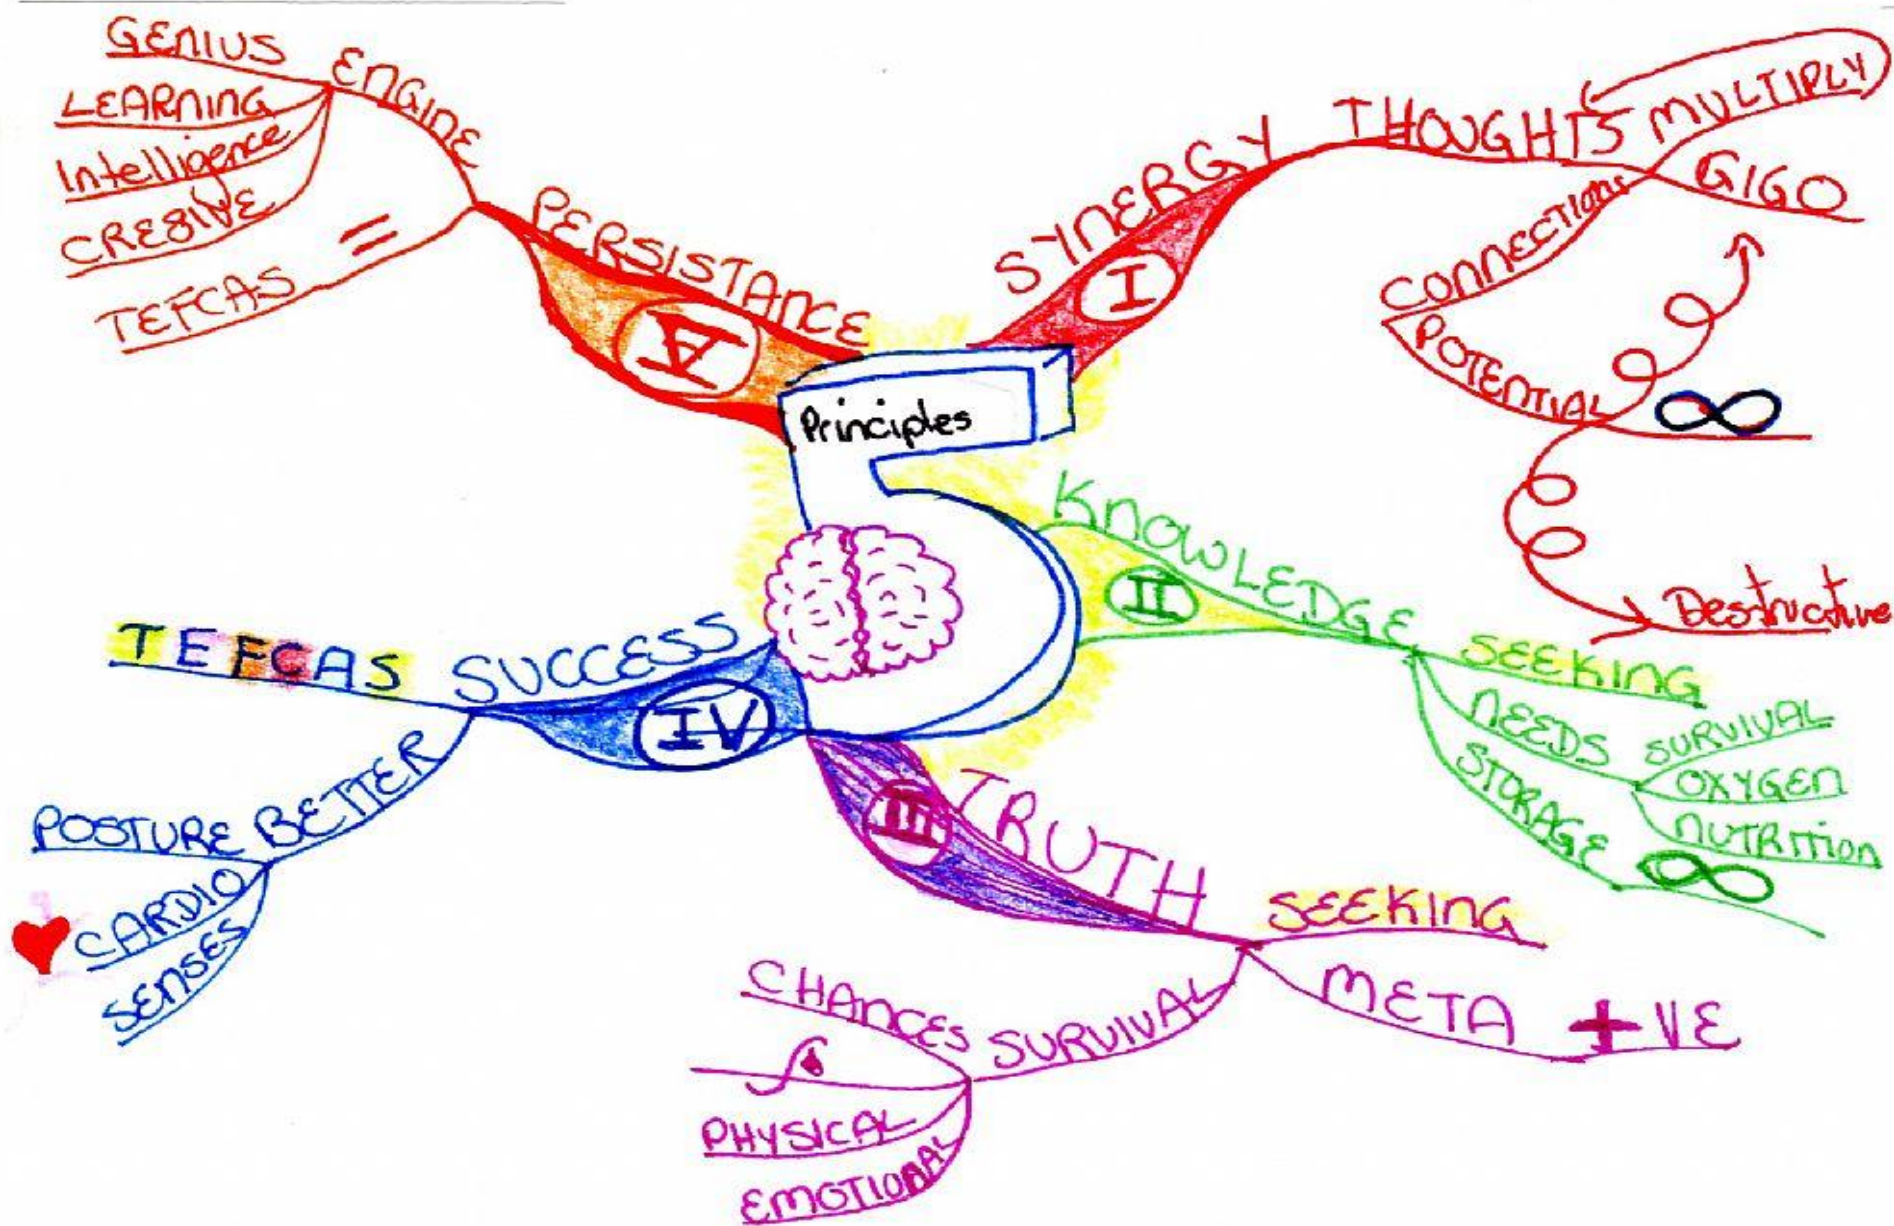 Principles
I
SYNERGY
THOUGHTS
MULTIPLY
GIGO
CONNECTIONS
POTENTIAL
∞
Destructive
II
KNOWLEDGE
SEEKING
NEEDS
SURVIVAL
OXYGEN
NUTRITION
STORAGE
∞
III
TRUTH
SEEKING
META +VE
SURVIVAL
CHANCES
PHYSICAL
EMOTIONAL
IV
SUCCESS
TEFCAS
BETTER
POSTURE
CARDIO
SENSES
V
PERSISTANCE
ENGINE
GENIUS
LEARNING
Intelligence
CRE8IVE
= TEFCAS
5